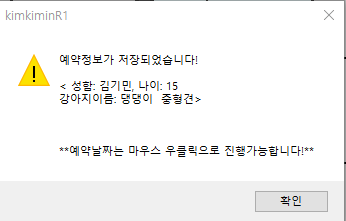 kimkiminR1
예약정보가 저장되었습니다!
< 성함: 김기민, 나이: 15
강아지이름: 댕댕이 중형견>
**예약날짜는 마우스 우클릭으로 진행가능합니다!**
확인